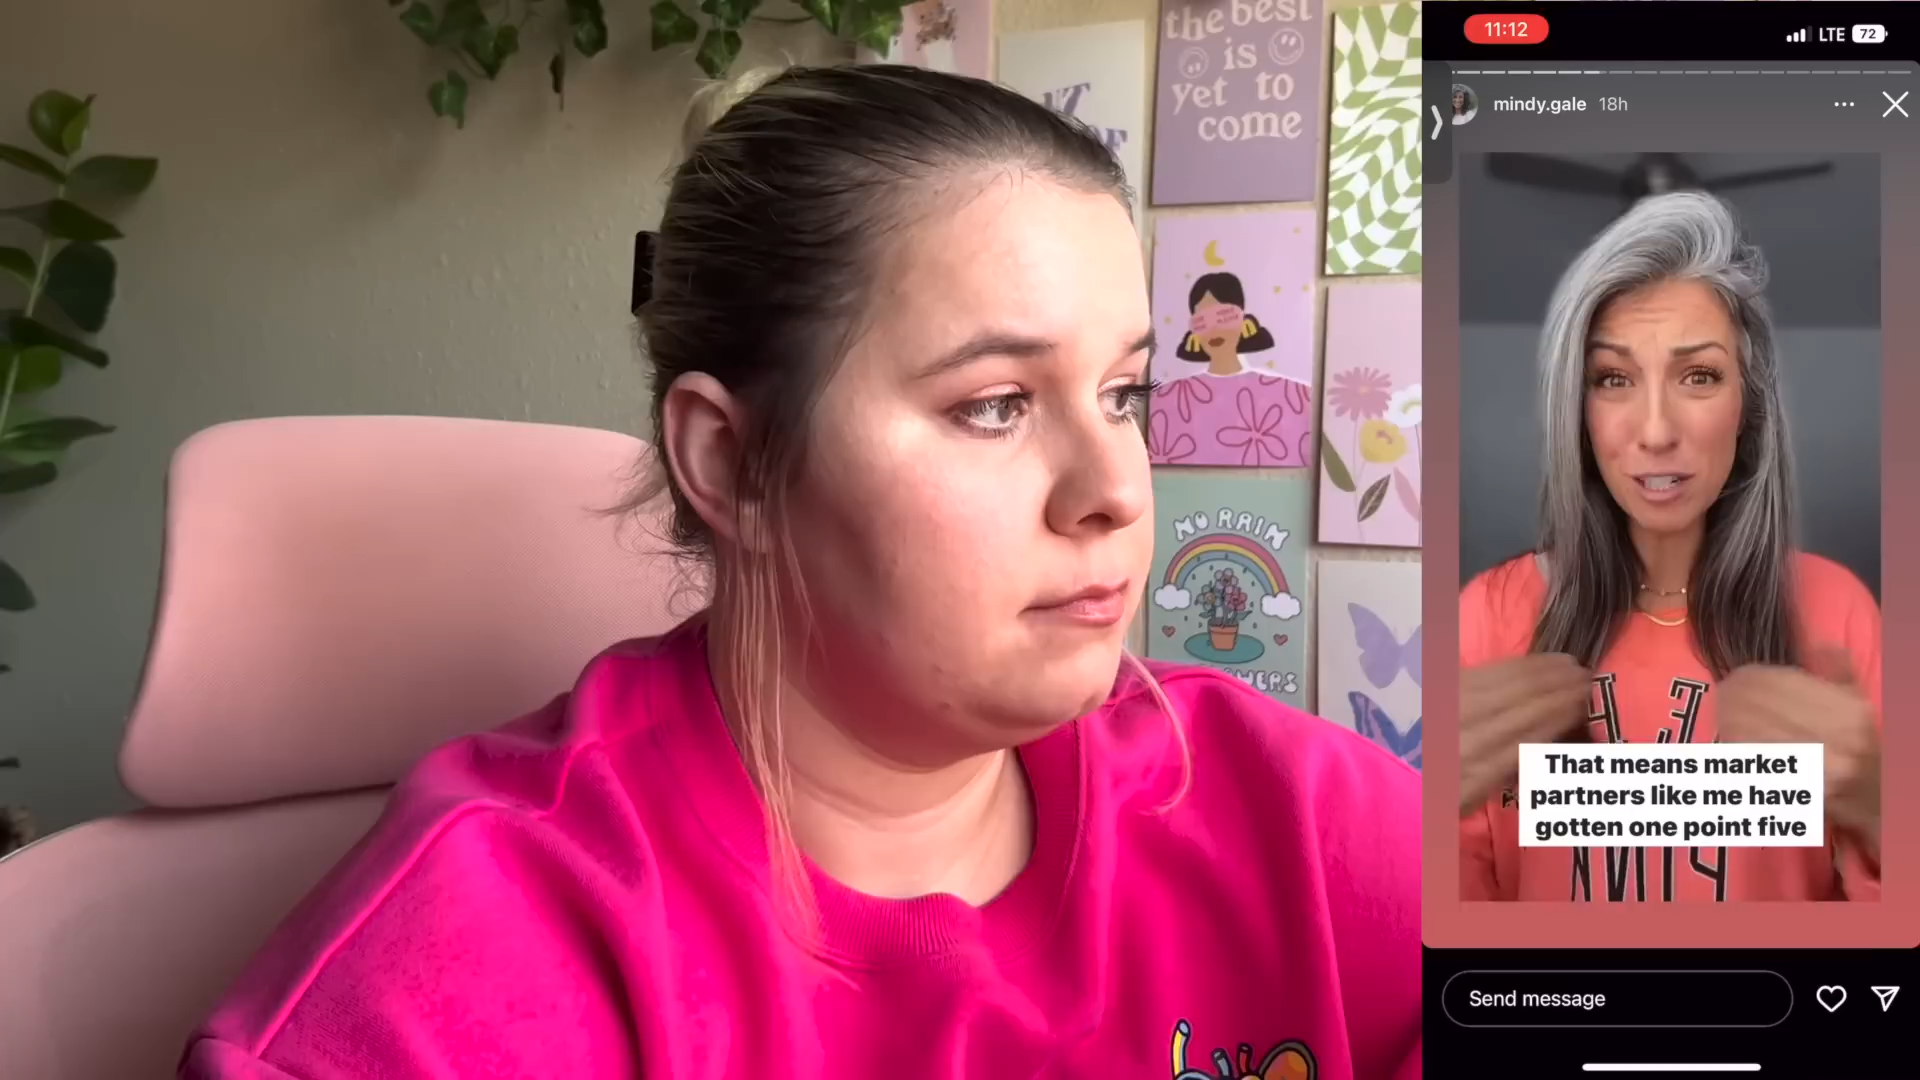 the best
is
yet to
come
NO RAIN
11:12
LTE 72
mindy.gale 18h
That means market
partners like me have
gotten one point five
Send message